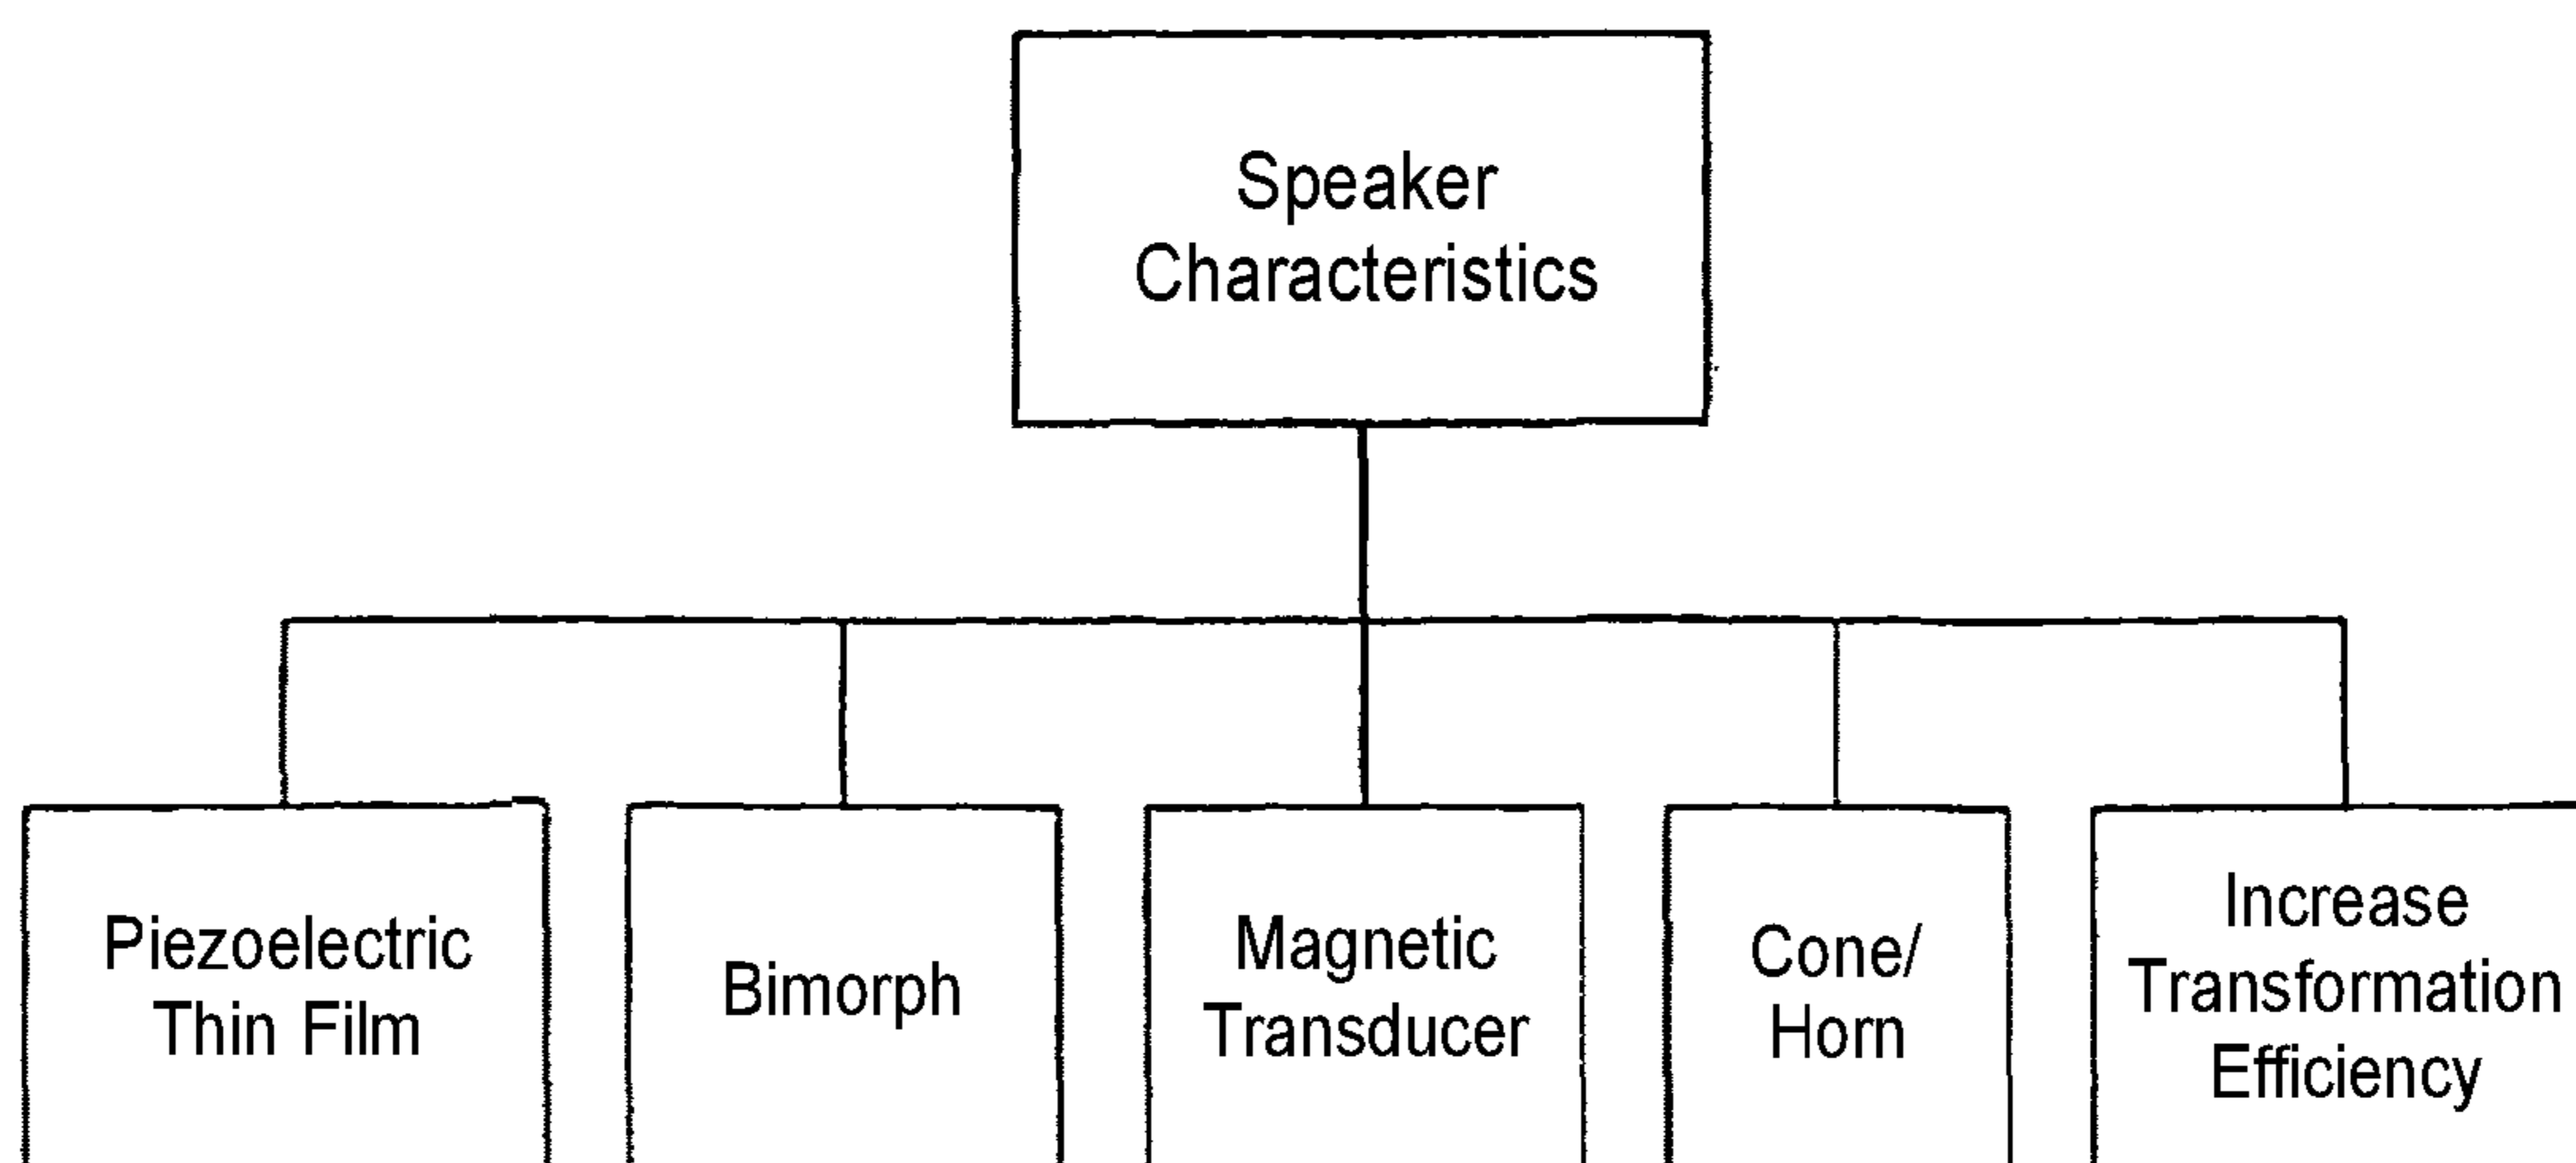 Speaker
Characteristics
Piezoelectric
Thin Film
Bimorph
Magnetic
Transducer
Cone/
Horn
Increase
Transformation
Efficiency